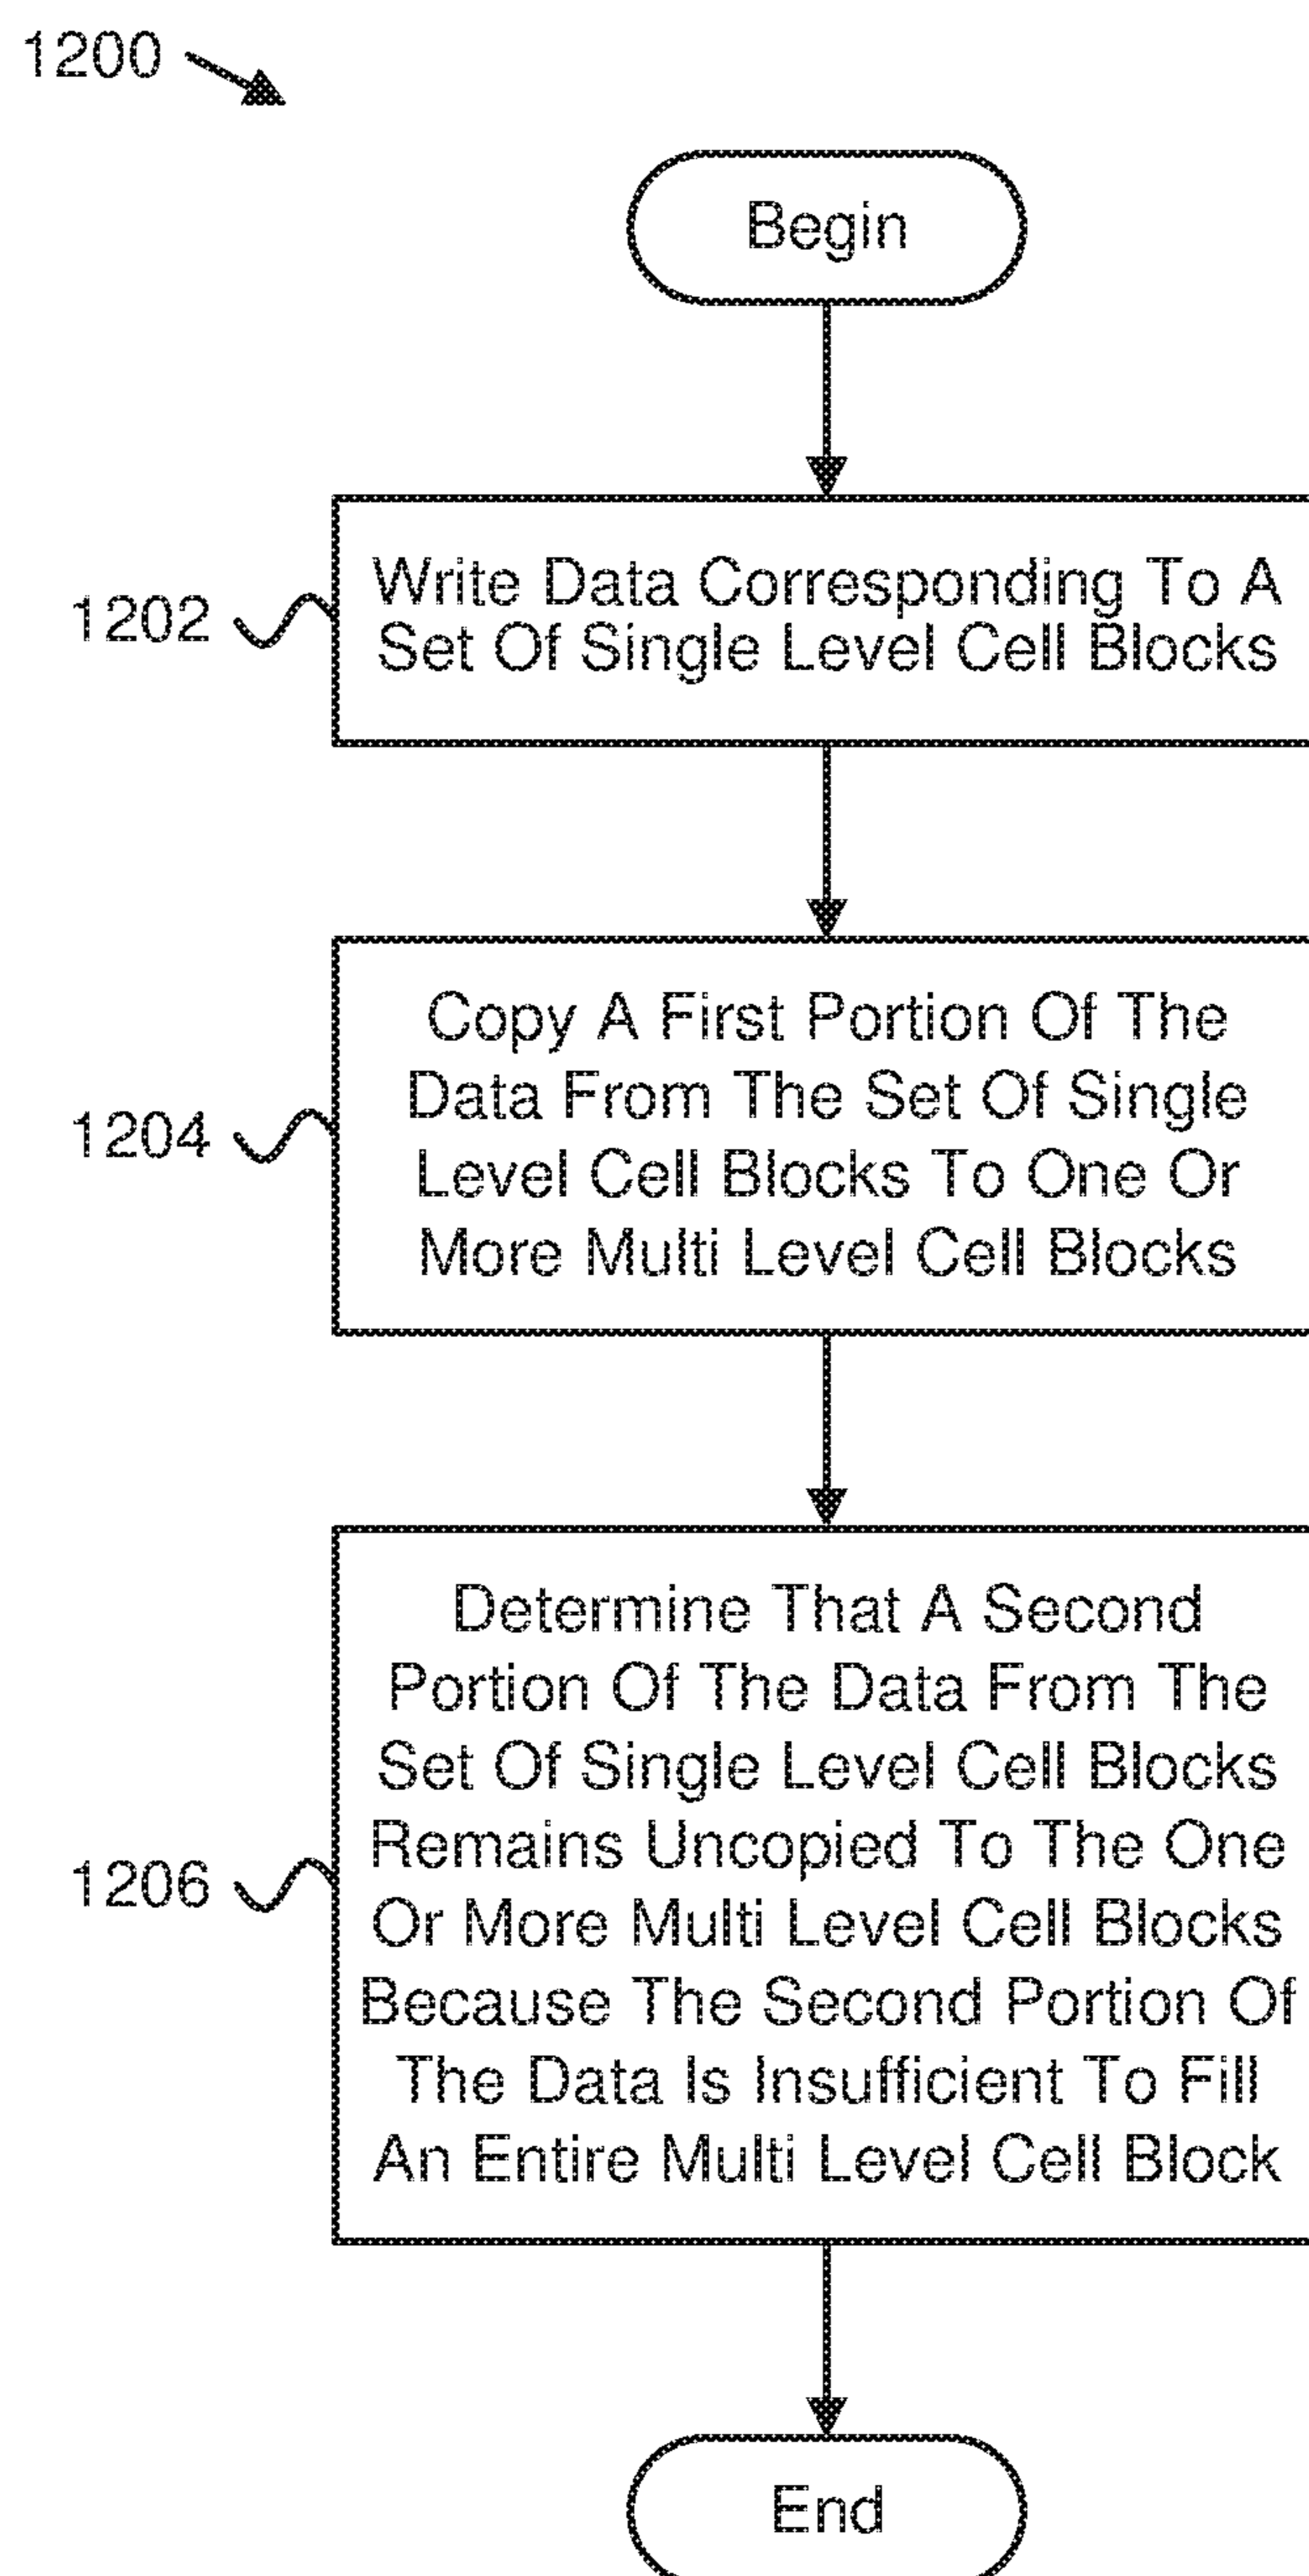 1200
Begin
1202
Write Data Corresponding To A
Set Of Single Level Cell Blocks
1204
Copy A First Portion Of The
Data From The Set Of Single
Level Cell Blocks To One Or
More Multi Level Cell Blocks
1206
Determine That A Second
Portion Of The Data From The
Set Of Single Level Cell Blocks
Remains Uncopied To The One
Or More Multi Level Cell Blocks
Because The Second Portion Of
The Data Is Insufficient To Fill
An Entire Multi Level Cell Block
End